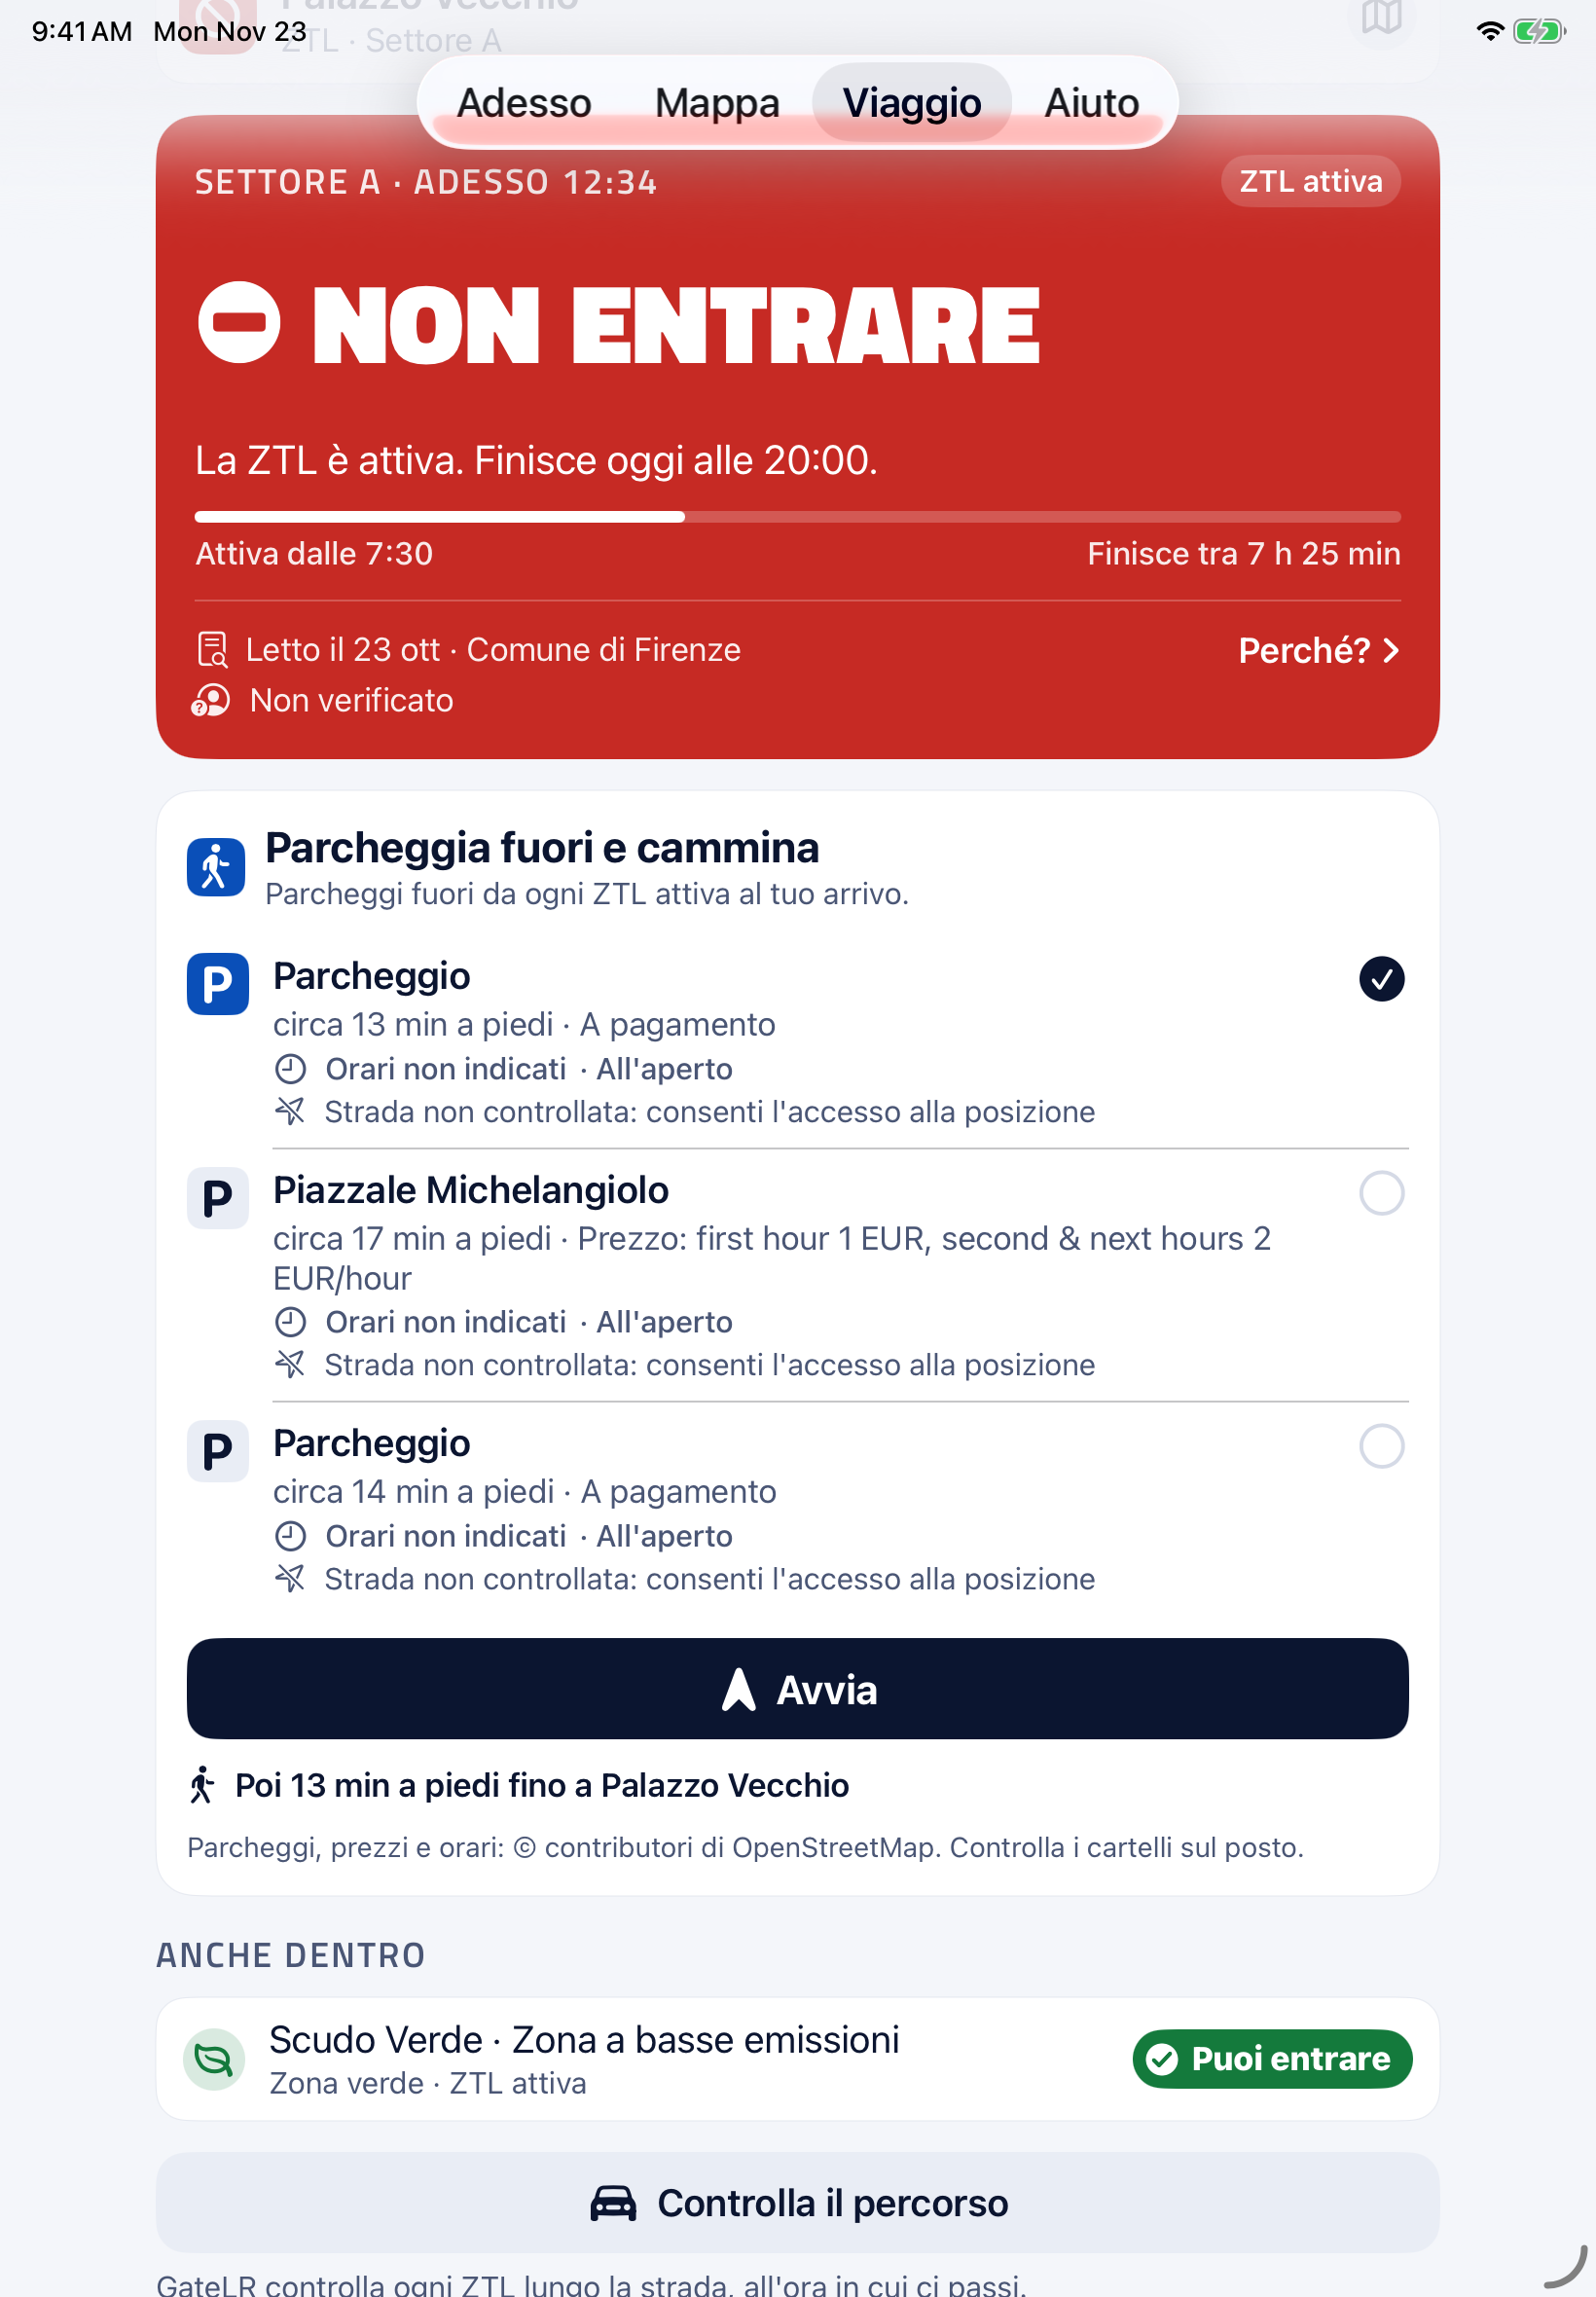 9:41 AM Mon Nov 23
Palazzo Vecchio
ZTL · Settore A
Adesso
Mappa
Viaggio
Aiuto
SETTORE A · ADESSO 12:34
ZTL attiva
NON ENTRARE
La ZTL è attiva. Finisce oggi alle 20:00.
Attiva dalle 7:30
Finisce tra 7 h 25 min
Letto il 23 ott · Comune di Firenze
Perché?
Non verificato
Parcheggia fuori e cammina
Parcheggi fuori da ogni ZTL attiva al tuo arrivo.
P Parcheggio
circa 13 min a piedi · A pagamento
Orari non indicati · All'aperto
Strada non controllata: consenti l'accesso alla posizione
P Piazzale Michelangiolo
circa 17 min a piedi · Prezzo: first hour 1 EUR, second & next hours 2
EUR/hour
Orari non indicati · All'aperto
Strada non controllata: consenti l'accesso alla posizione
P Parcheggio
circa 14 min a piedi · A pagamento
Orari non indicati · All'aperto
Strada non controllata: consenti l'accesso alla posizione
Avvia
Poi 13 min a piedi fino a Palazzo Vecchio
Parcheggi, prezzi e orari: © contributori di OpenStreetMap. Controlla i cartelli sul posto.
ANCHE DENTRO
Scudo Verde · Zona a basse emissioni
Zona verde · ZTL attiva
Puoi entrare
Controlla il percorso
GateLR controlla ogni ZTL lungo la strada, all'ora in cui ci passi.